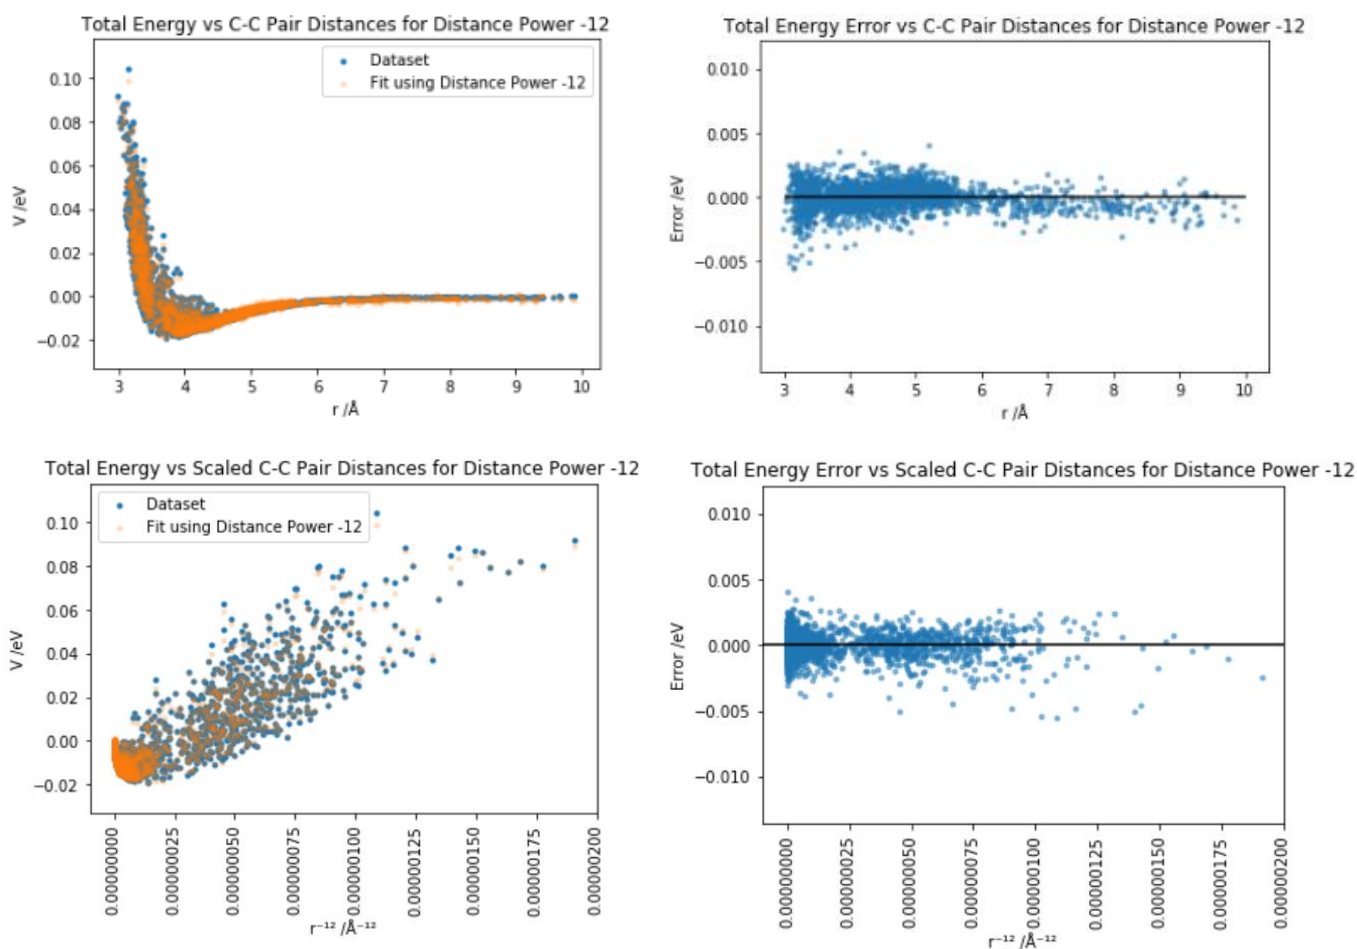 Total Energy vs C-C Pair Distances for Distance Power -12
Dataset
Fit using Distance Power -12
0.10
0.08
0.06
0.04
0.02
0.00
−0.02
V /eV
3 4 5 6 7 8 9 10
r /Å
Total Energy Error vs C-C Pair Distances for Distance Power -12
0.010
0.005
0.000
−0.005
−0.010
Error /eV
3 4 5 6 7 8 9 10
r /Å
Total Energy vs Scaled C-C Pair Distances for Distance Power -12
Dataset
Fit using Distance Power -12
0.10
0.08
0.06
0.04
0.02
0.00
−0.02
V /eV
0.00000000
0.00000025
0.00000050
0.00000075
0.00000100
0.00000125
0.00000150
0.00000175
0.00000200
r⁻¹² /Å⁻¹²
Total Energy Error vs Scaled C-C Pair Distances for Distance Power -12
0.010
0.005
0.000
−0.005
−0.010
Error /eV
0.00000000
0.00000025
0.00000050
0.00000075
0.00000100
0.00000125
0.00000150
0.00000175
0.00000200
r⁻¹² /Å⁻¹²